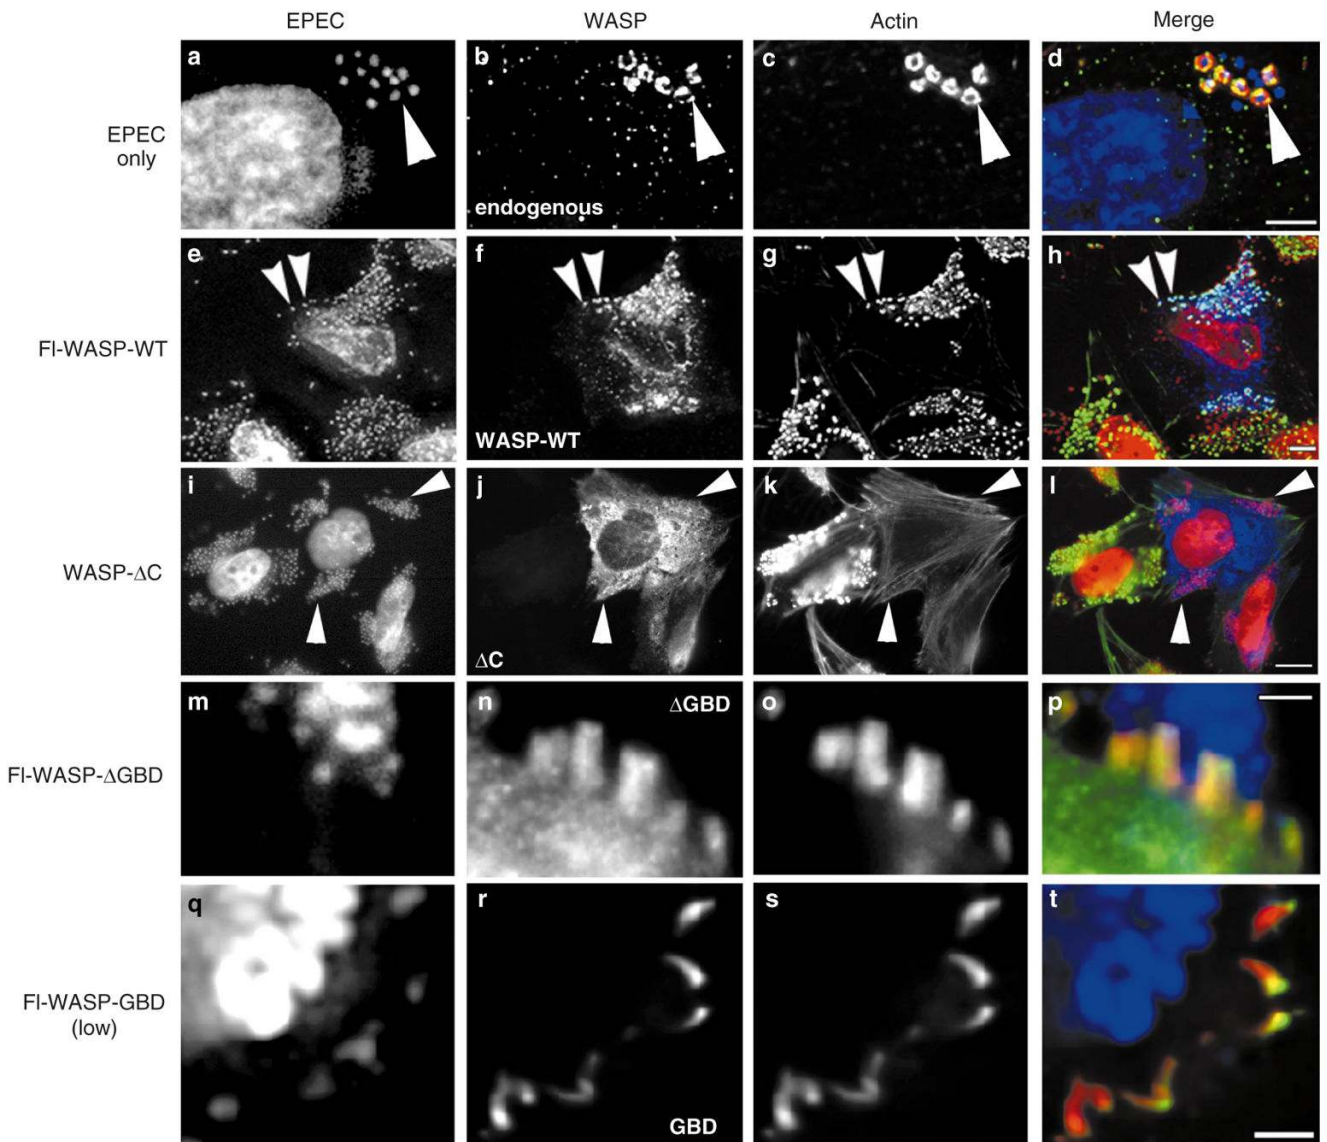 EPEC WASP Actin Merge
a b c d
EPEC
only
endogenous
e f g h
Fl-WASP-WT
WASP-WT
i j k l
WASP-ΔC
ΔC
m n ΔGBD o p
Fl-WASP-ΔGBD
q r s t
Fl-WASP-GBD
(low)
GBD